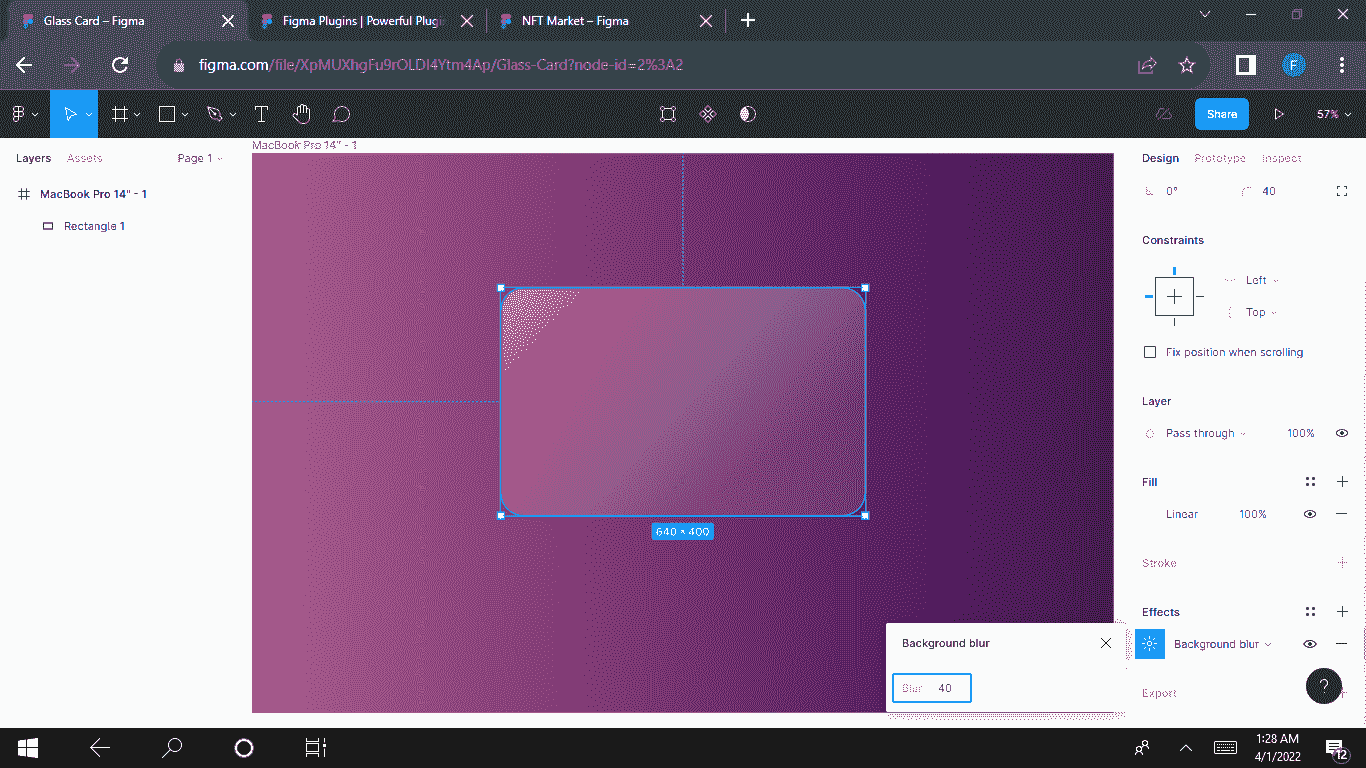 Glass Card – Figma
Figma Plugins | Powerful Plugi
NFT Market – Figma
figma.com/file/XpMUXhgFu9rOLDI4Ytm4Ap/Glass-Card?node-id=2%3A2
F
Share
57%
Layers
Assets
Page 1
MacBook Pro 14" - 1
Design
Prototype
Inspect
MacBook Pro 14" - 1
Rectangle 1
0°
40
Constraints
Left
Top
Fix position when scrolling
Layer
Pass through
100%
Fill
Linear
100%
640 × 400
Stroke
Effects
Background blur
Background blur
Blur
40
Export
?
1:28 AM
4/1/2022
12